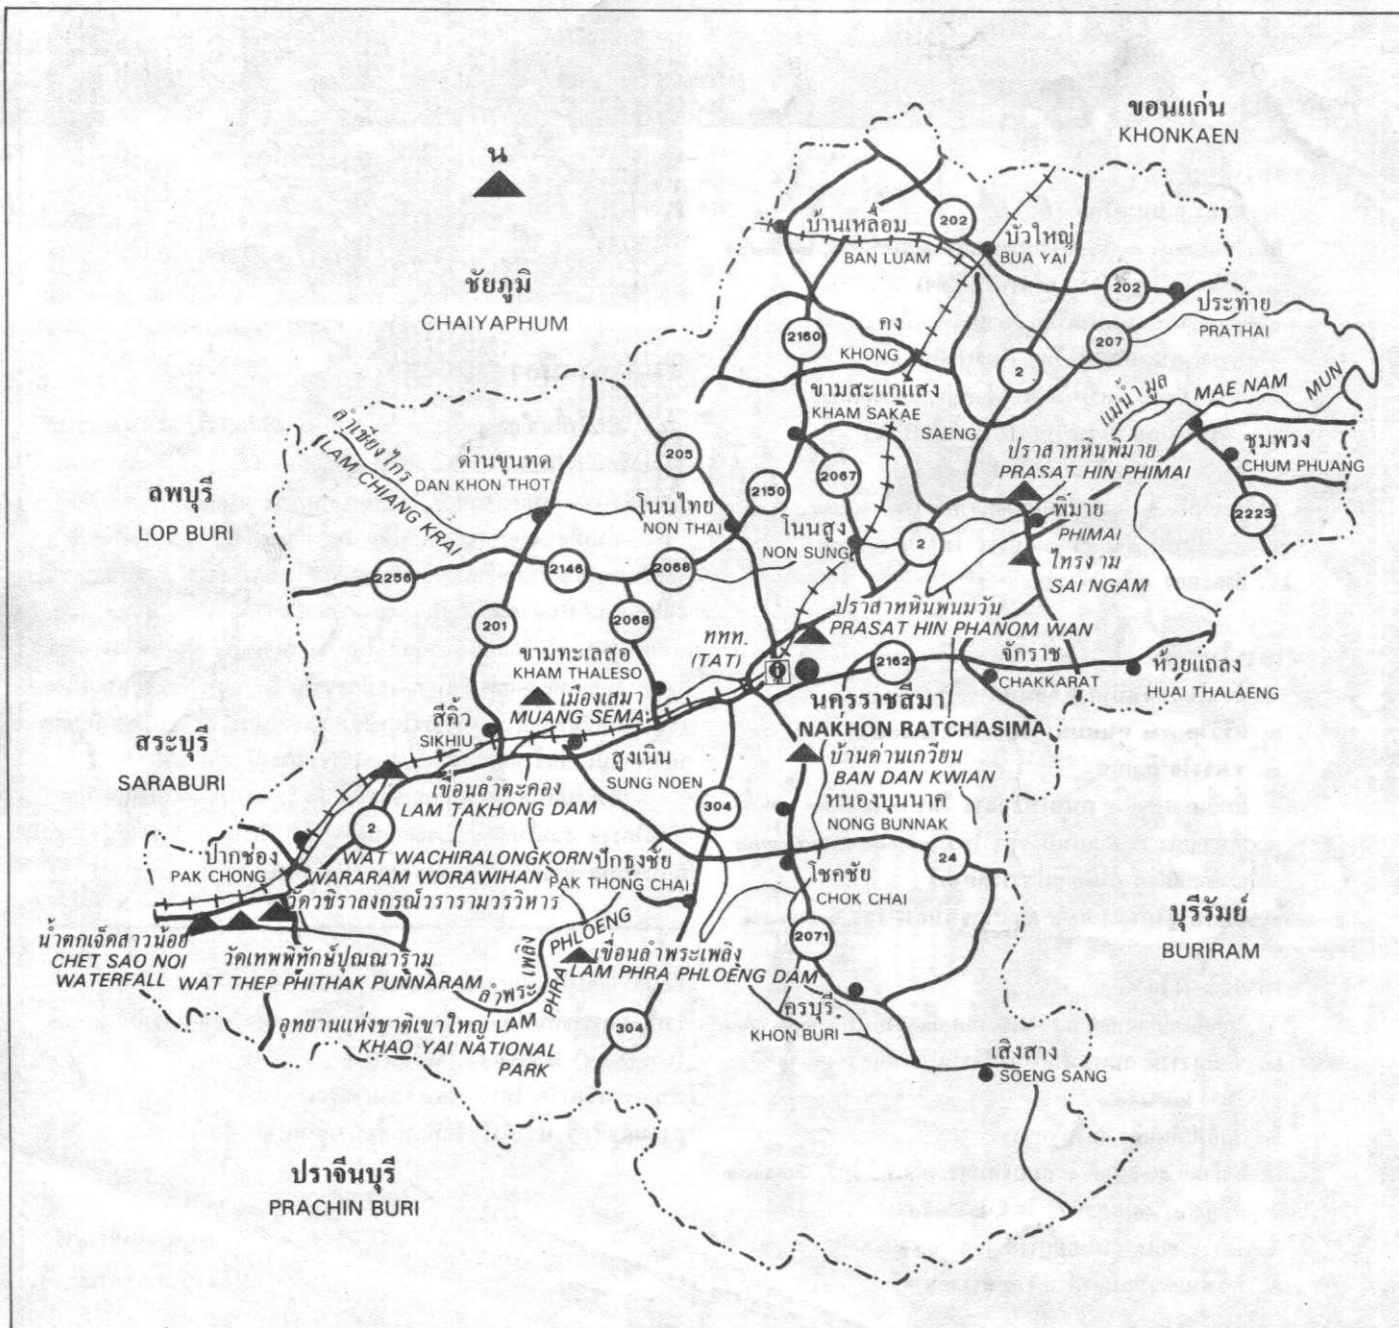 ขอนแก่น
KHONKAEN
น
ชัยภูมิ
CHAIYAPHUM
202
บ้านเหลื่อม
BAN LUAM
บัวใหญ่
BUA YAI
202
ประทาย
PRATHAI
คง
KHONG
2160
2
207
ขามสะแกแสง
KHAM SAKAE
SAENG
แม่น้ำมูล
MAE NAM MUN
ลำเชียงไกร
LAM CHIANG KRAI
ด่านขุนทด
DAN KHON THOT
205
2067
ปราสาทหินพิมาย
PRASAT HIN PHIMAI
ชุมพวง
CHUM PHUANG
ลพบุรี
LOP BURI
โนนไทย
NON THAI
2150
โนนสูง
NON SUNG
พิมาย
PHIMAI
2223
2
2256
2146
2068
ไทรงาม
SAI NGAM
201
2068
ททท.
(TAT)
ปราสาทหินพนมวัน
PRASAT HIN PHANOM WAN
ขามทะเลสอ
KHAM THALESO
2162
จักราช
CHAKKARAT
ห้วยแถลง
HUAI THALAENG
เมืองเสมา
MUANG SEMA
นครราชสีมา
NAKHON RATCHASIMA
สระบุรี
SARABURI
สีคิ้ว
SIKHIU
สูงเนิน
SUNG NOEN
บ้านด่านเกวียน
BAN DAN KWIAN
เขื่อนลำตะคอง
LAM TAKHONG DAM
304
หนองบุนนาก
NONG BUNNAK
2
24
ปากช่อง
PAK CHONG
WAT WACHIRALONGKORN
WARARAM WORAWIHAN
วัดวชิราลงกรณ์วรารามวรวิหาร
ปักธงชัย
PAK THONG CHAI
โชคชัย
CHOK CHAI
บุรีรัมย์
BURIRAM
น้ำตกเจ็ดสาวน้อย
CHET SAO NOI
WATERFALL
วัดเทพพิทักษ์ปุณณาราม
WAT THEP PHITHAK PUNNARAM
ลำพระเพลิง
LAM PHRA PHLOENG
เขื่อนลำพระเพลิง
LAM PHRA PHLOENG DAM
2071
ครบุรี
KHON BURI
อุทยานแห่งชาติเขาใหญ่
KHAO YAI NATIONAL
PARK
304
เสิงสาง
SOENG SANG
ปราจีนบุรี
PRACHIN BURI